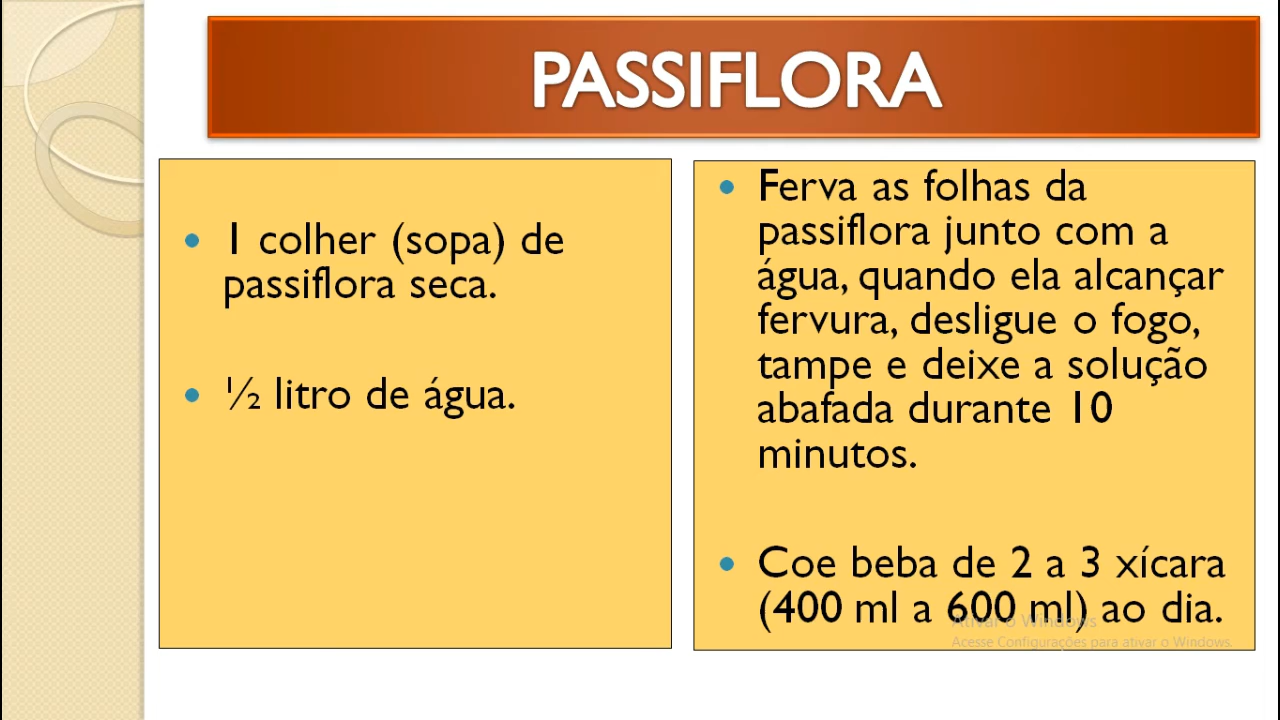 PASSIFLORA
• 1 colher (sopa) de
passiflora seca.
• ½ litro de água.
• Ferva as folhas da
passiflora junto com a
água, quando ela alcançar
fervura, desligue o fogo,
tampe e deixe a solução
abafada durante 10
minutos.
• Coe beba de 2 a 3 xícara
(400 ml a 600 ml) ao dia.
Ativar o Windows
Acesse Configurações para ativar o Windows.